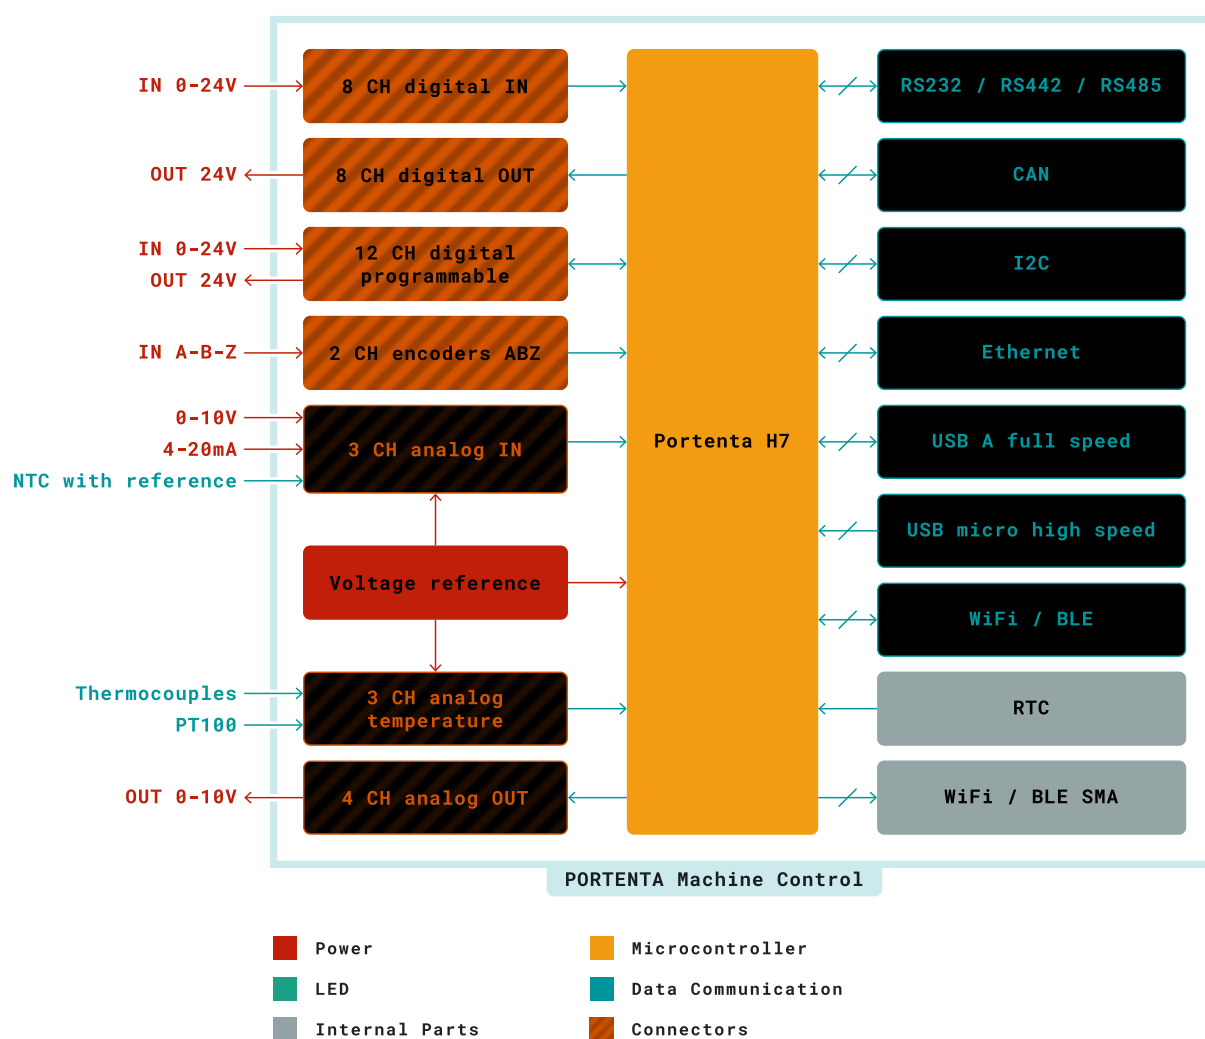 IN 0-24V
8 CH digital IN
RS232 / RS442 / RS485
OUT 24V
8 CH digital OUT
CAN
IN 0-24V
OUT 24V
12 CH digital
programmable
I2C
IN A-B-Z
2 CH encoders ABZ
Ethernet
0-10V
4-20mA
NTC with reference
3 CH analog IN
Portenta H7
USB A full speed
USB micro high speed
Voltage reference
WiFi / BLE
Thermocouples
PT100
3 CH analog
temperature
RTC
OUT 0-10V
4 CH analog OUT
WiFi / BLE SMA
PORTENTA Machine Control
Power
Microcontroller
LED
Data Communication
Internal Parts
Connectors